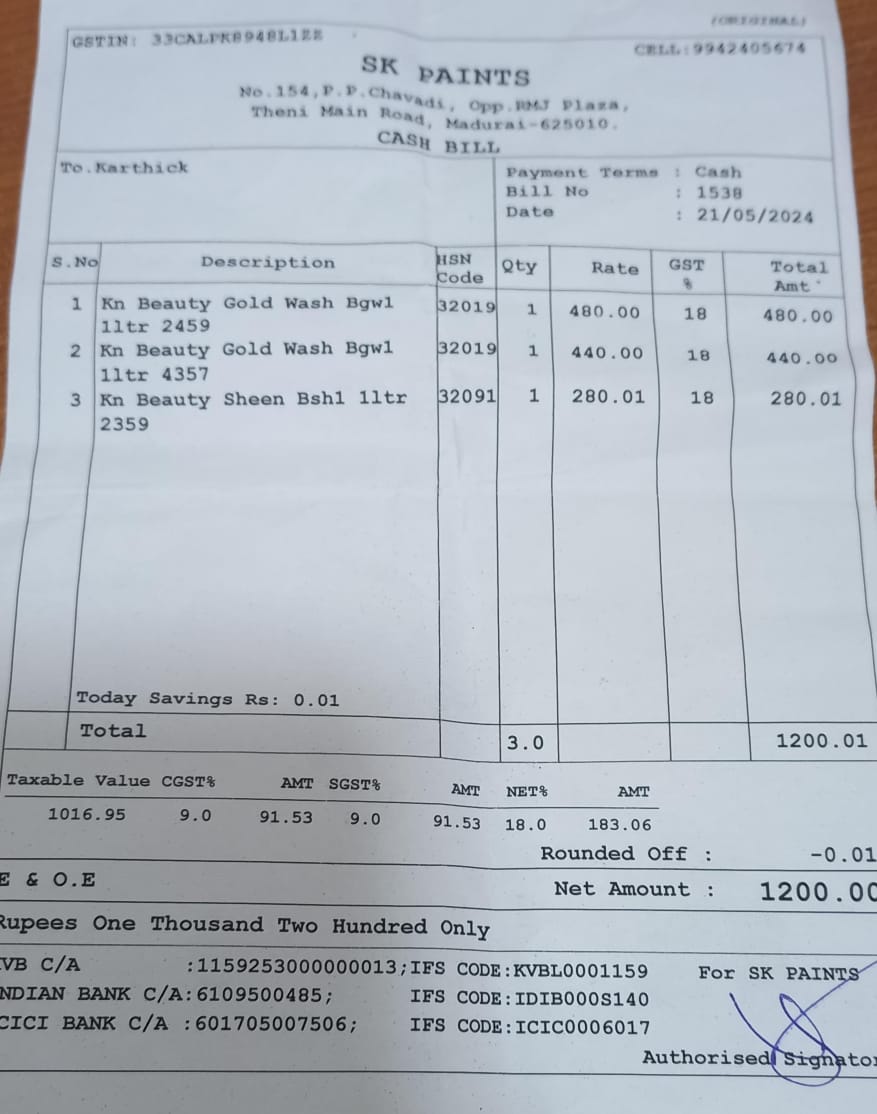 (ORIGINAL)
GSTIN: CELL:9942405674
SK PAINTS
No.154,P.P.Chavadi, Opp.RMJ Plaza,
Theni Main Road, Madurai-625010.
CASH BILL
To.Karthick
Payment Terms : Cash
Bill No : 1538
Date : 21/05/2024
S.No Description HSN Code Qty Rate GST % Total Amt
1 Kn Beauty Gold Wash Bgw1 32019 1 480.00 18 480.00
1ltr 2459
2 Kn Beauty Gold Wash Bgw1 32019 1 440.00 18 440.00
1ltr 4357
3 Kn Beauty Sheen Bsh1 1ltr 32091 1 280.01 18 280.01
2359
Today Savings Rs: 0.01
Total 3.0 1200.01
Taxable Value CGST% AMT SGST% AMT NET% AMT
1016.95 9.0 91.53 9.0 91.53 18.0 183.06
Rounded Off : -0.01
E & O.E Net Amount : 1200.00
Rupees One Thousand Two Hundred Only
VB C/A :1159253000000013;IFS CODE:KVBL0001159 For SK PAINTS
NDIAN BANK C/A:6109500485; IFS CODE:IDIB000S140
CICI BANK C/A :601705007506; IFS CODE:ICIC0006017
Authorised Signator